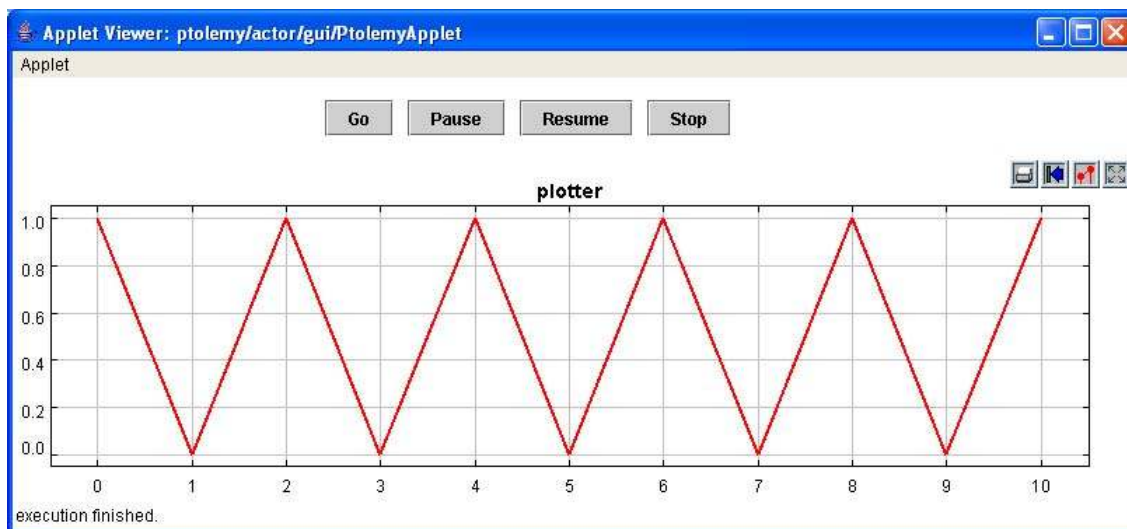 Applet Viewer: ptolemy/actor/gui/PtolemyApplet
Applet
Go Pause Resume Stop
plotter
1.0
0.8
0.6
0.4
0.2
0.0
0 1 2 3 4 5 6 7 8 9 10
execution finished.